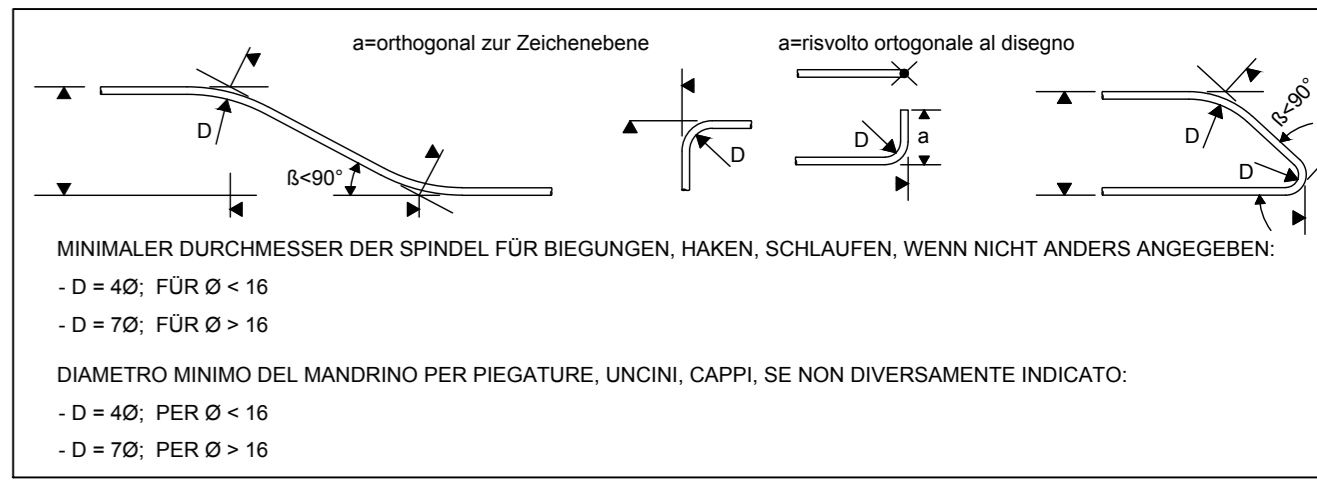 a=orthogonal zur Zeichenebene
a=risvolto ortogonale al disegno
D
ß<90°
D
D
a
D
ß<90°
D
MINIMALER DURCHMESSER DER SPINDEL FÜR BIEGUNGEN, HAKEN, SCHLAUFEN, WENN NICHT ANDERS ANGEGEBEN:
- D = 4Ø; FÜR Ø < 16
- D = 7Ø; FÜR Ø > 16
DIAMETRO MINIMO DEL MANDRINO PER PIEGATURE, UNCINI, CAPPI, SE NON DIVERSAMENTE INDICATO:
- D = 4Ø; PER Ø < 16
- D = 7Ø; PER Ø > 16